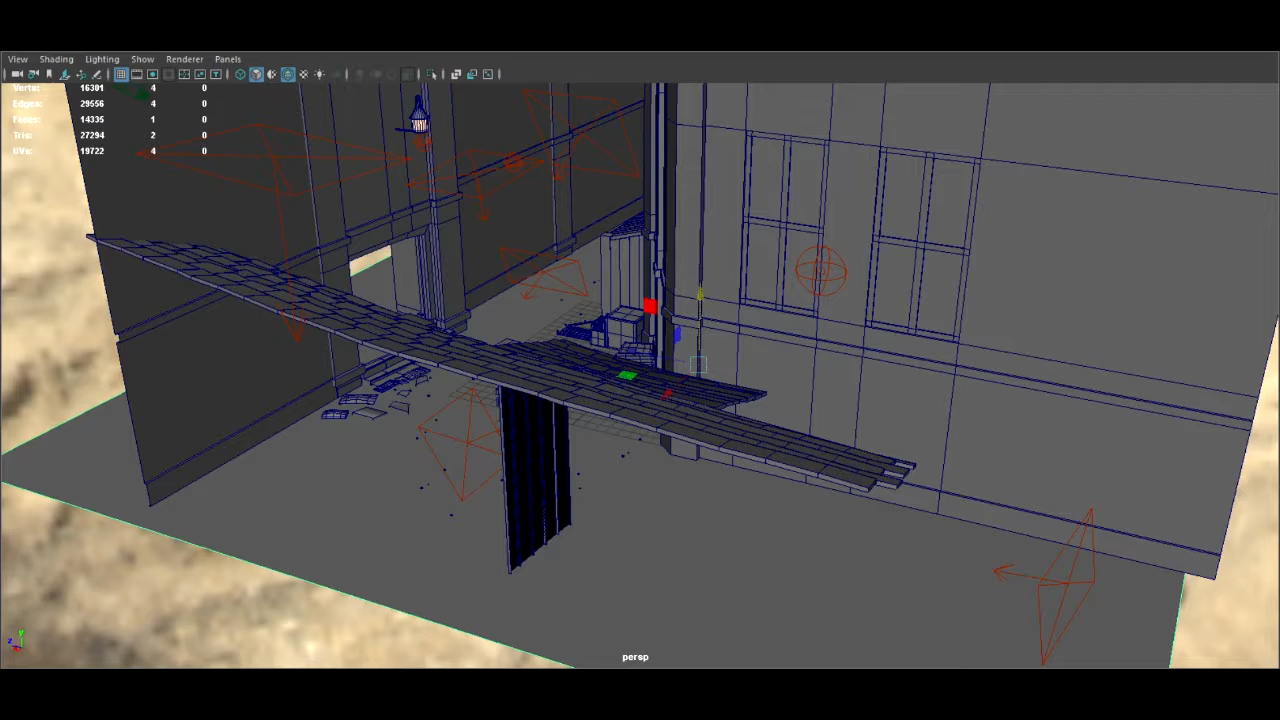 View Shading Lighting Show Renderer Panels
Verts: 16301 4 0
Edges: 29556 4 0
Faces: 14335 1 0
Tris: 27294 2 0
UVs: 19722 4 0
y
z
persp